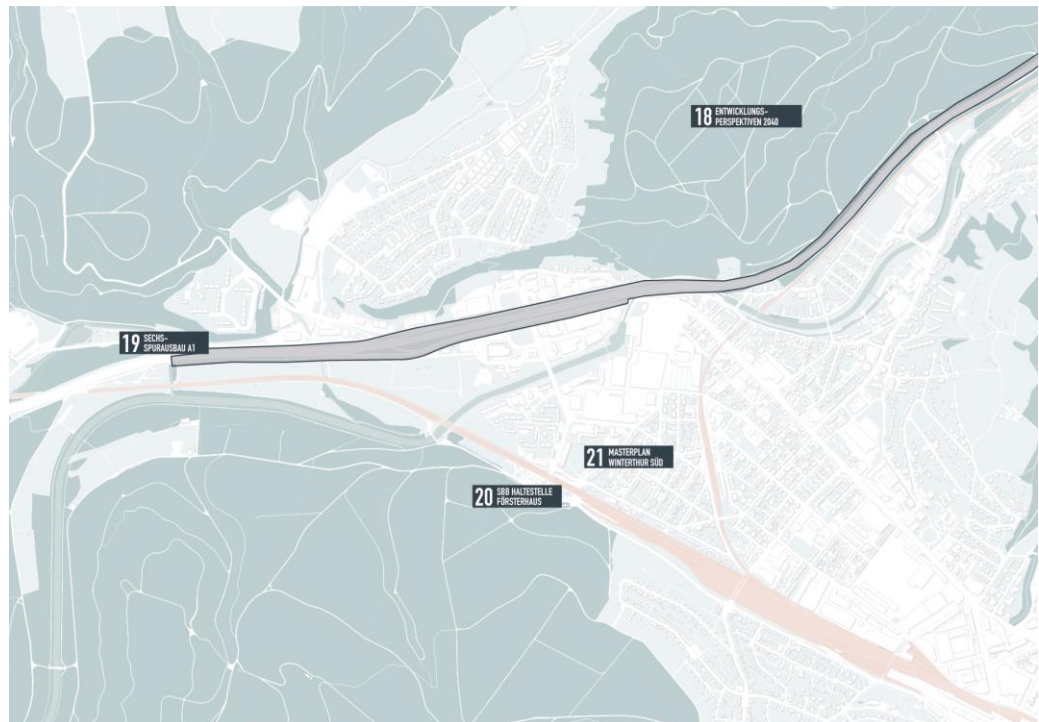 18 ENTWICKLUNGS-
PERSPEKTIVEN 2040
19 SECHS-
SPURAUSBAU A1
21 MASTERPLAN
WINTERTHUR SÜD
20 SBB HALTESTELLE
FÖRSTERHAUS